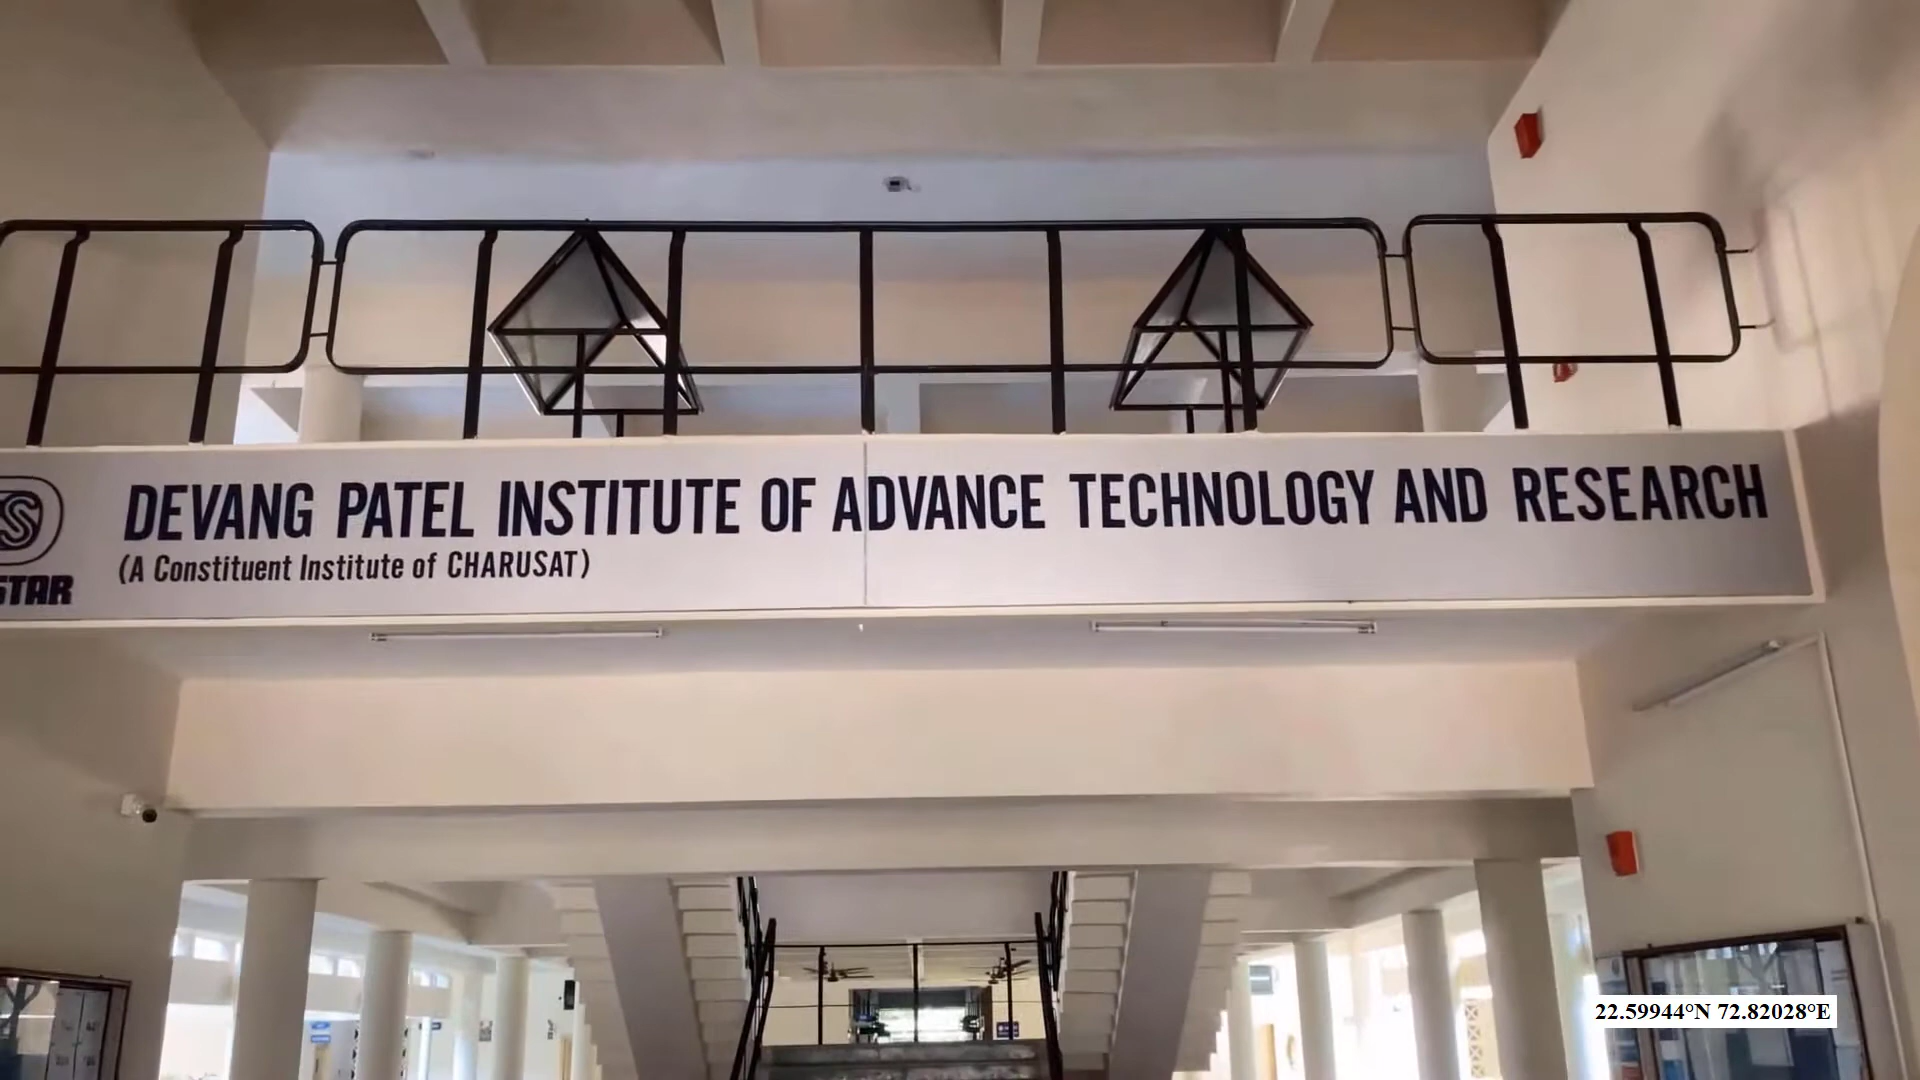 DEVANG PATEL INSTITUTE OF ADVANCE TECHNOLOGY AND RESEARCH
(A Constituent Institute of CHARUSAT)
STAR
22.59944°N 72.82028°E